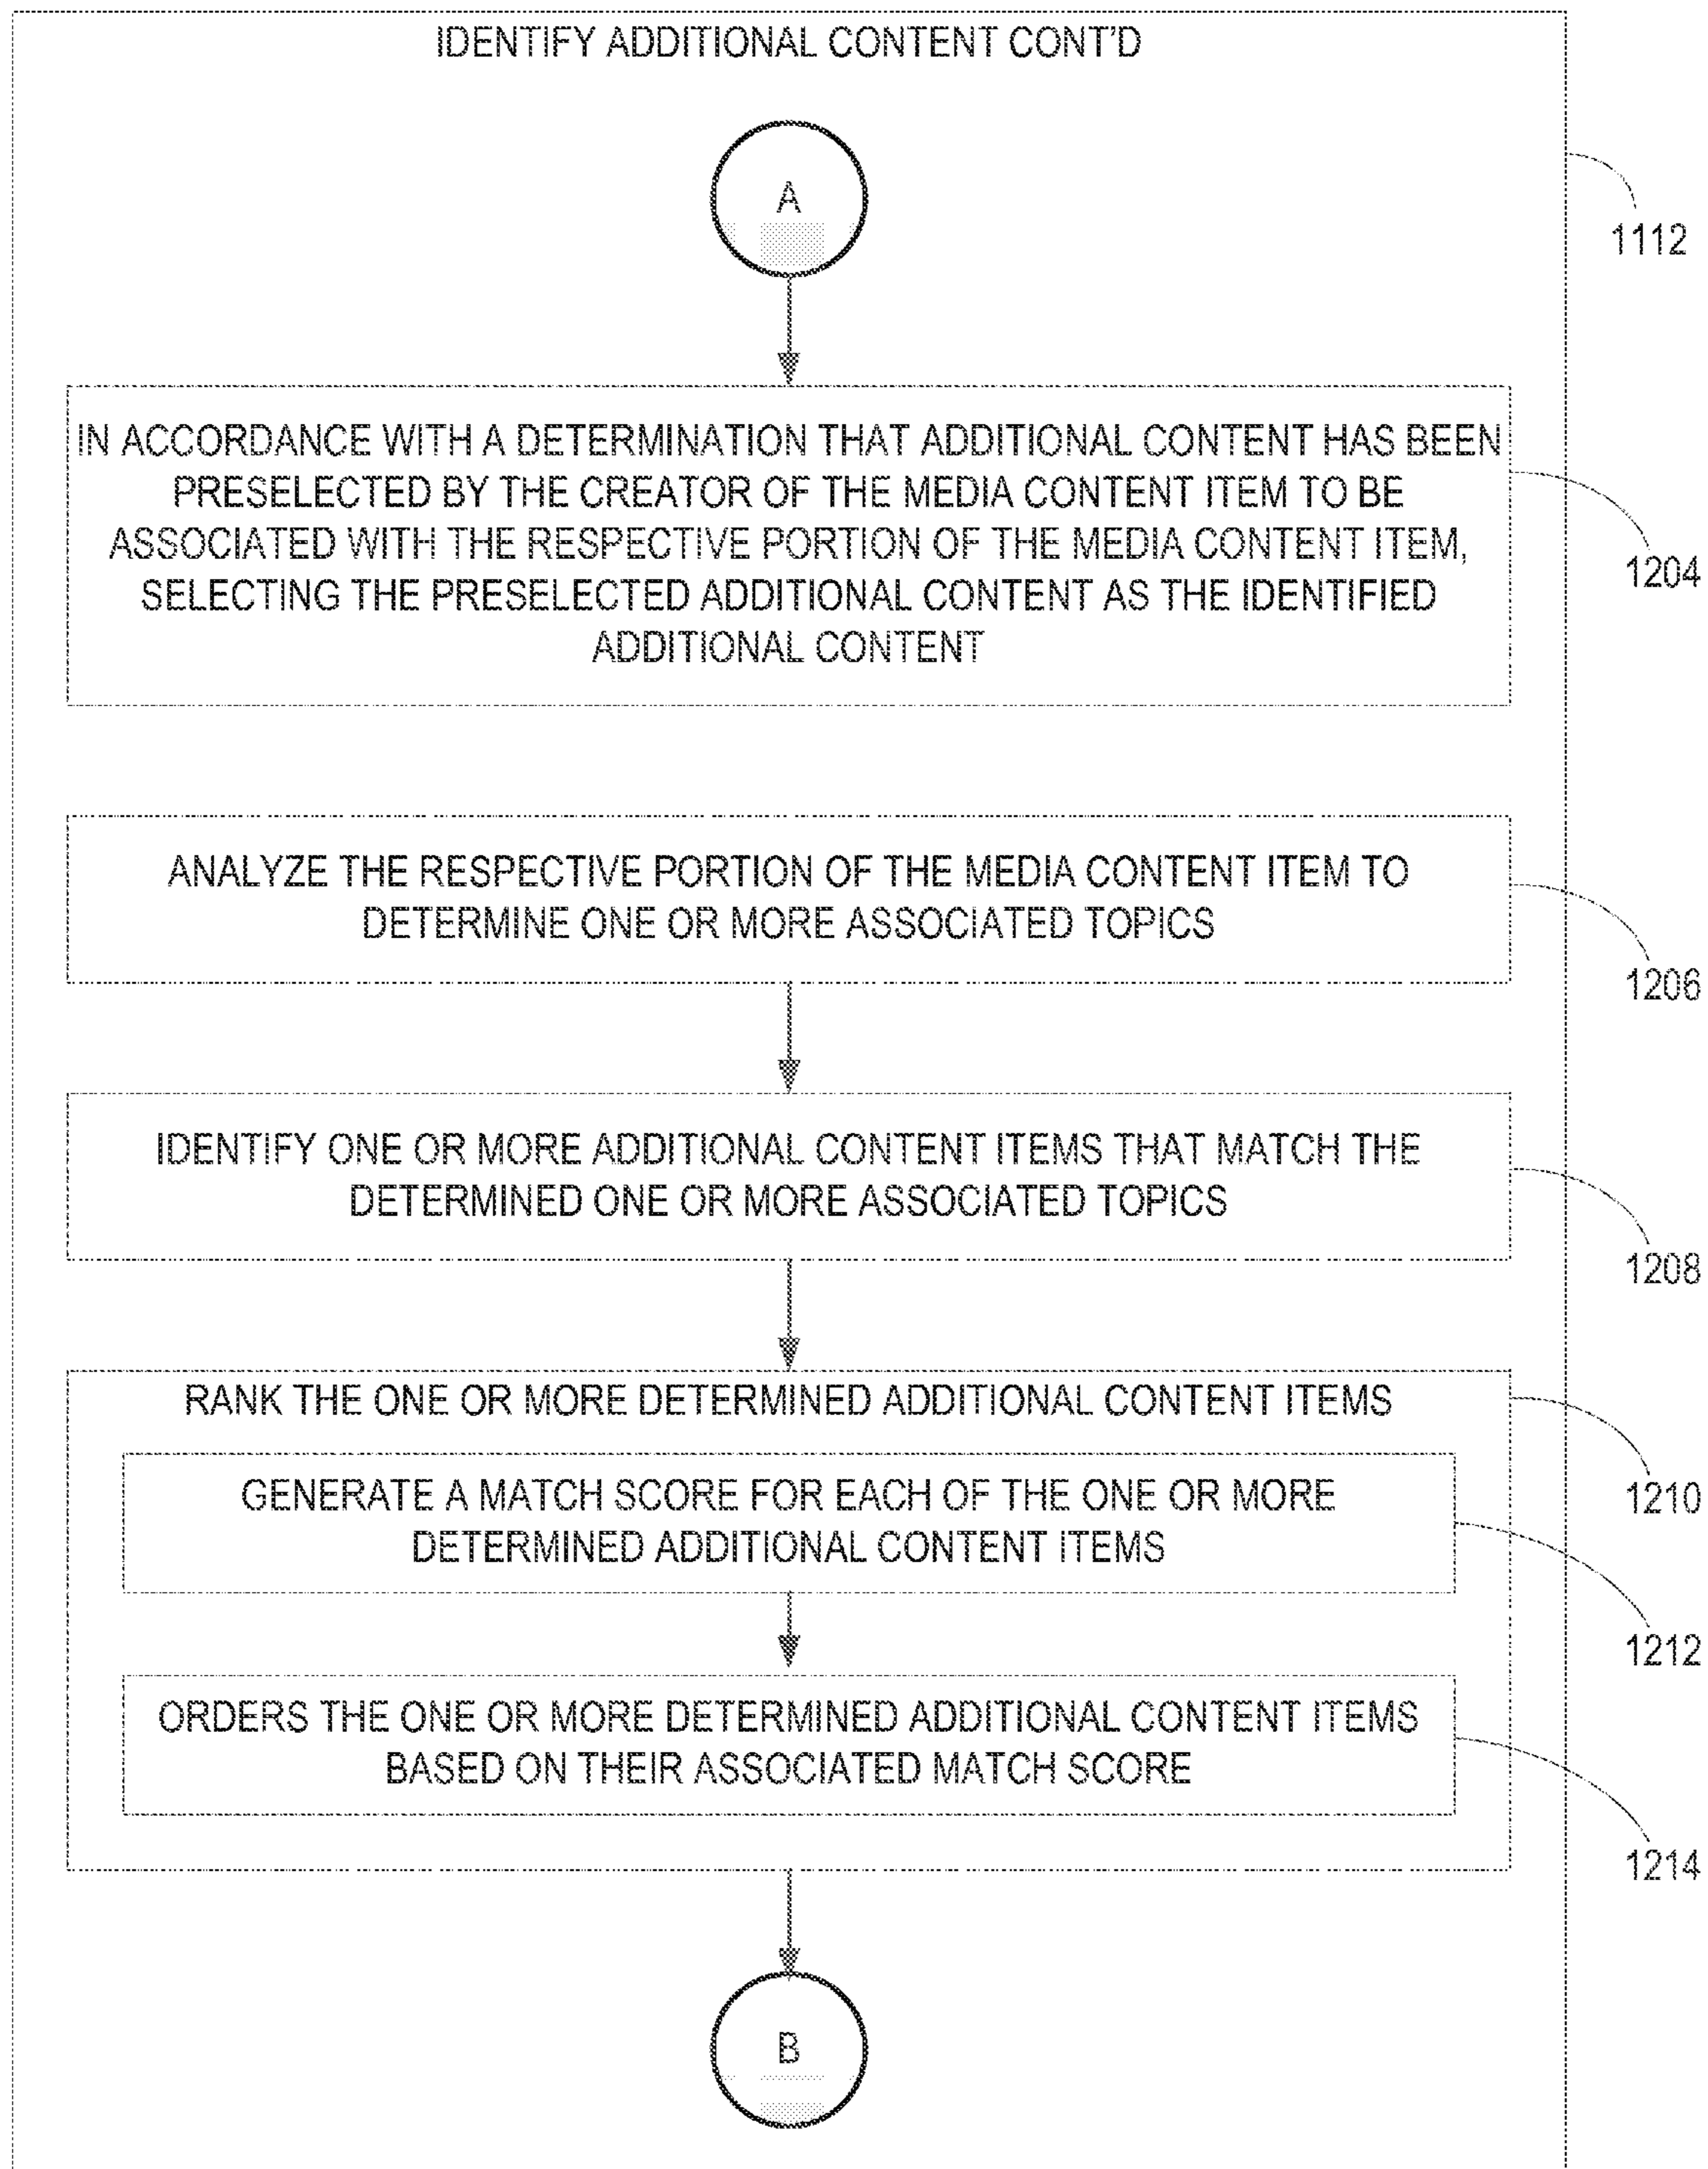 IDENTIFY ADDITIONAL CONTENT CONT'D
A
1112
IN ACCORDANCE WITH A DETERMINATION THAT ADDITIONAL CONTENT HAS BEEN
PRESELECTED BY THE CREATOR OF THE MEDIA CONTENT ITEM TO BE
ASSOCIATED WITH THE RESPECTIVE PORTION OF THE MEDIA CONTENT ITEM,
SELECTING THE PRESELECTED ADDITIONAL CONTENT AS THE IDENTIFIED
ADDITIONAL CONTENT
1204
ANALYZE THE RESPECTIVE PORTION OF THE MEDIA CONTENT ITEM TO
DETERMINE ONE OR MORE ASSOCIATED TOPICS
1206
IDENTIFY ONE OR MORE ADDITIONAL CONTENT ITEMS THAT MATCH THE
DETERMINED ONE OR MORE ASSOCIATED TOPICS
1208
RANK THE ONE OR MORE DETERMINED ADDITIONAL CONTENT ITEMS
1210
GENERATE A MATCH SCORE FOR EACH OF THE ONE OR MORE
DETERMINED ADDITIONAL CONTENT ITEMS
1212
ORDERS THE ONE OR MORE DETERMINED ADDITIONAL CONTENT ITEMS
BASED ON THEIR ASSOCIATED MATCH SCORE
1214
B